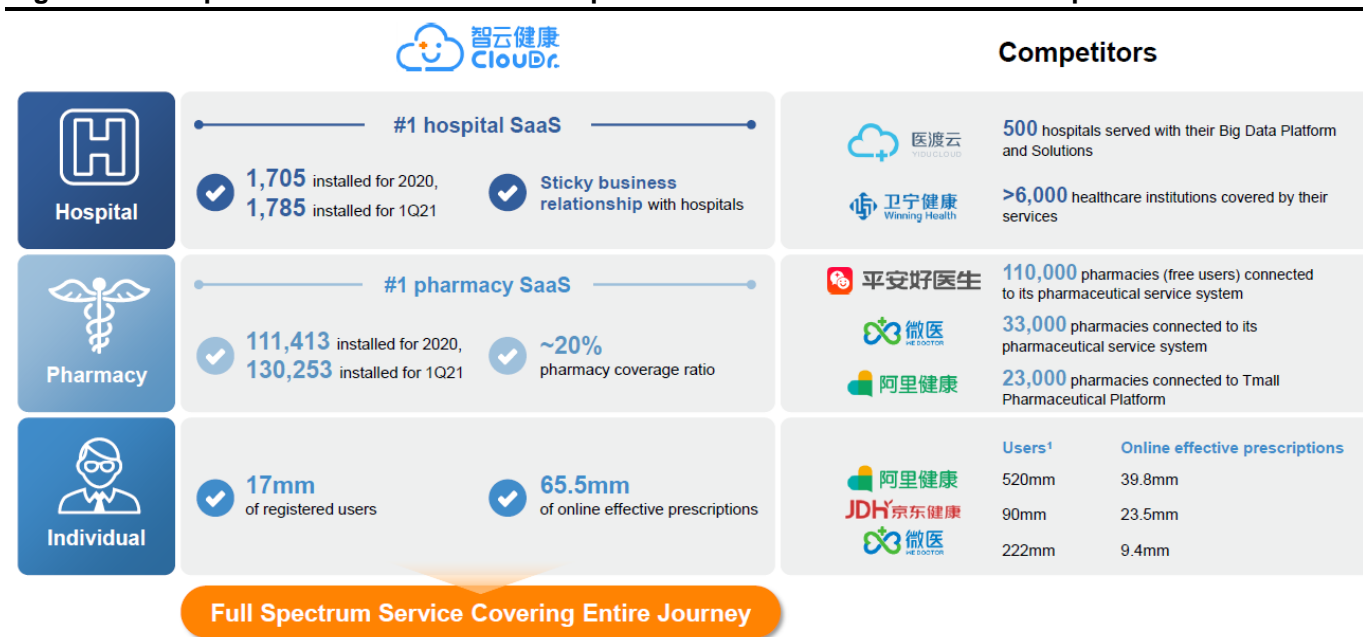 智云健康
ClouDr.
Competitors
Hospital
#1 hospital SaaS
1,705 installed for 2020,
1,785 installed for 1Q21
Sticky business
relationship with hospitals
医渡云
YIDUCLOUD
500 hospitals served with their Big Data Platform
and Solutions
卫宁健康
Winning Health
>6,000 healthcare institutions covered by their
services
Pharmacy
#1 pharmacy SaaS
111,413 installed for 2020,
130,253 installed for 1Q21
~20%
pharmacy coverage ratio
平安好医生
110,000 pharmacies (free users) connected
to its pharmaceutical service system
微医
WE DOCTOR
33,000 pharmacies connected to its
pharmaceutical service system
阿里健康
23,000 pharmacies connected to Tmall
Pharmaceutical Platform
Individual
17mm
of registered users
65.5mm
of online effective prescriptions
Users¹ Online effective prescriptions
阿里健康 520mm 39.8mm
JDH京东健康 90mm 23.5mm
微医 222mm 9.4mm
WE DOCTOR
Full Spectrum Service Covering Entire Journey